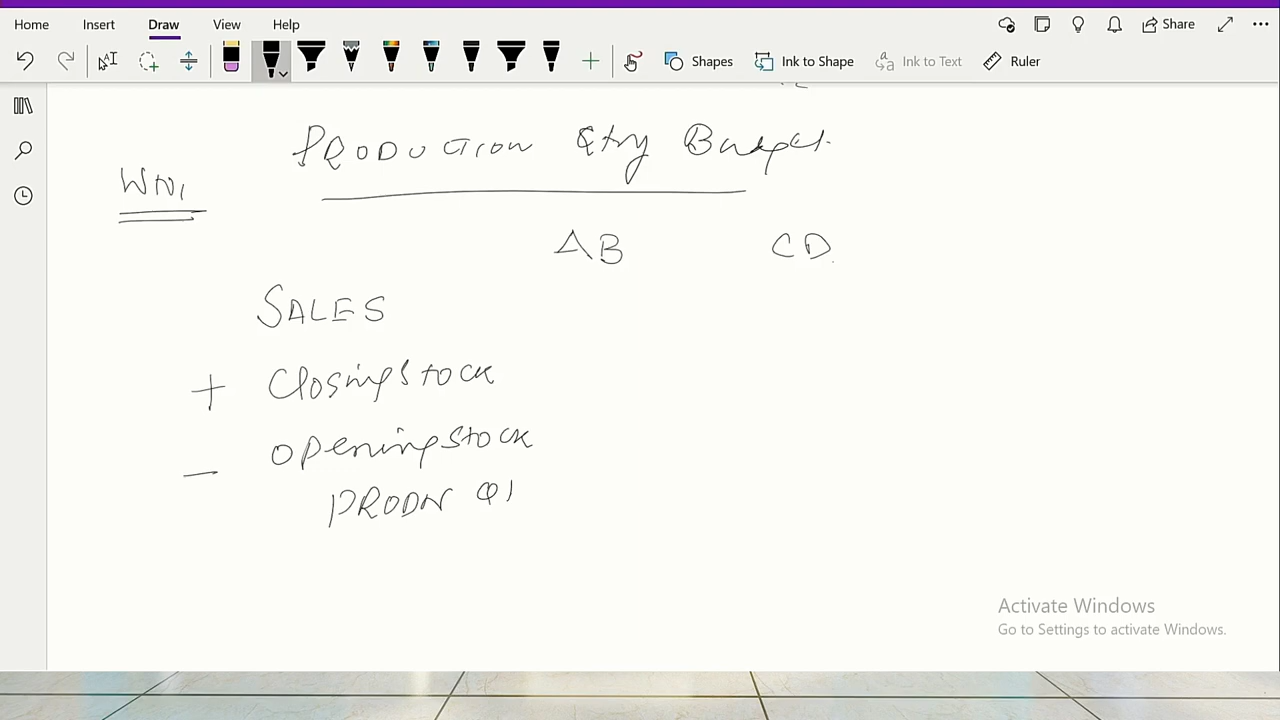 Home Insert Draw View Help Share
Shapes Ink to Shape Ink to Text Ruler
PRODUCTION Qty Budget.
WN1
AB CD
SALES
+ Closing Stock
- Opening Stock
PRODN Q
Activate Windows
Go to Settings to activate Windows.